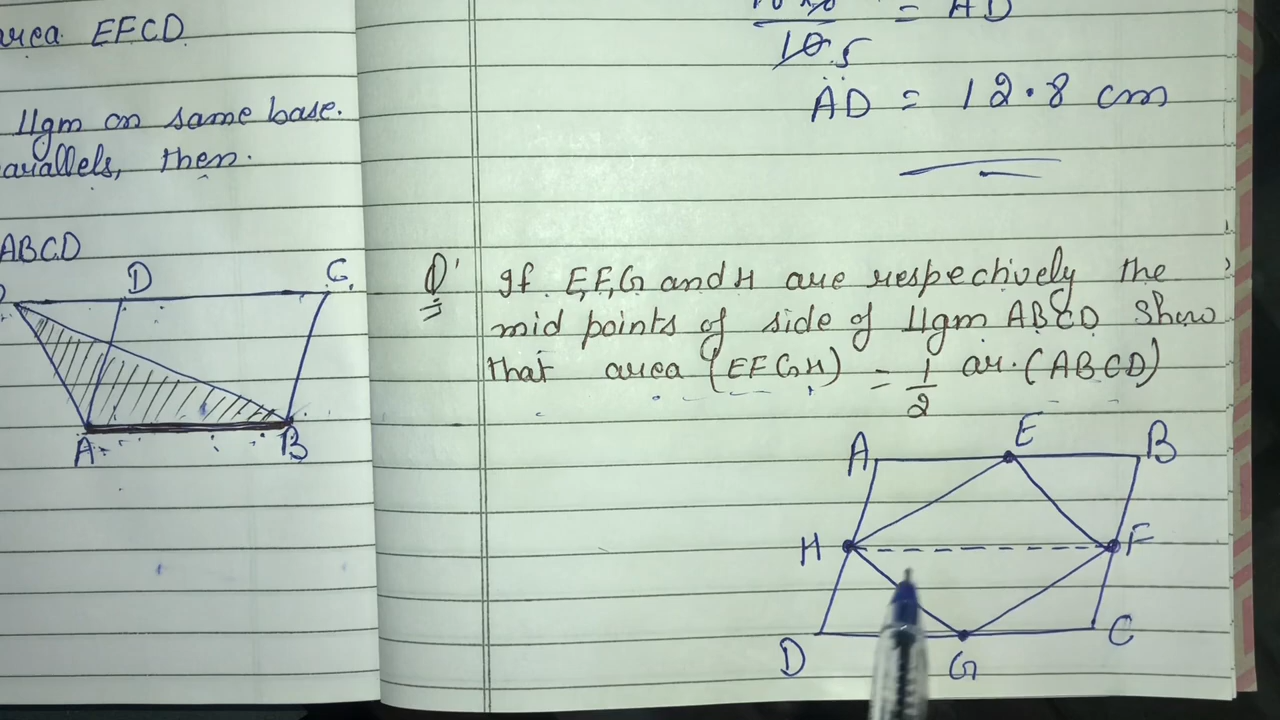 area EFCD
llgm on same base.
arallels, then.
ABCD
D
C
A
B
= AD
10 5
AD = 12.8 cm
Q' If E,F,G and H are respectively the
mid points of side of llgm ABCD Show
that area (EFGH) = 1/2 ar.(ABCD)
A
E
B
H
F
D
G
C